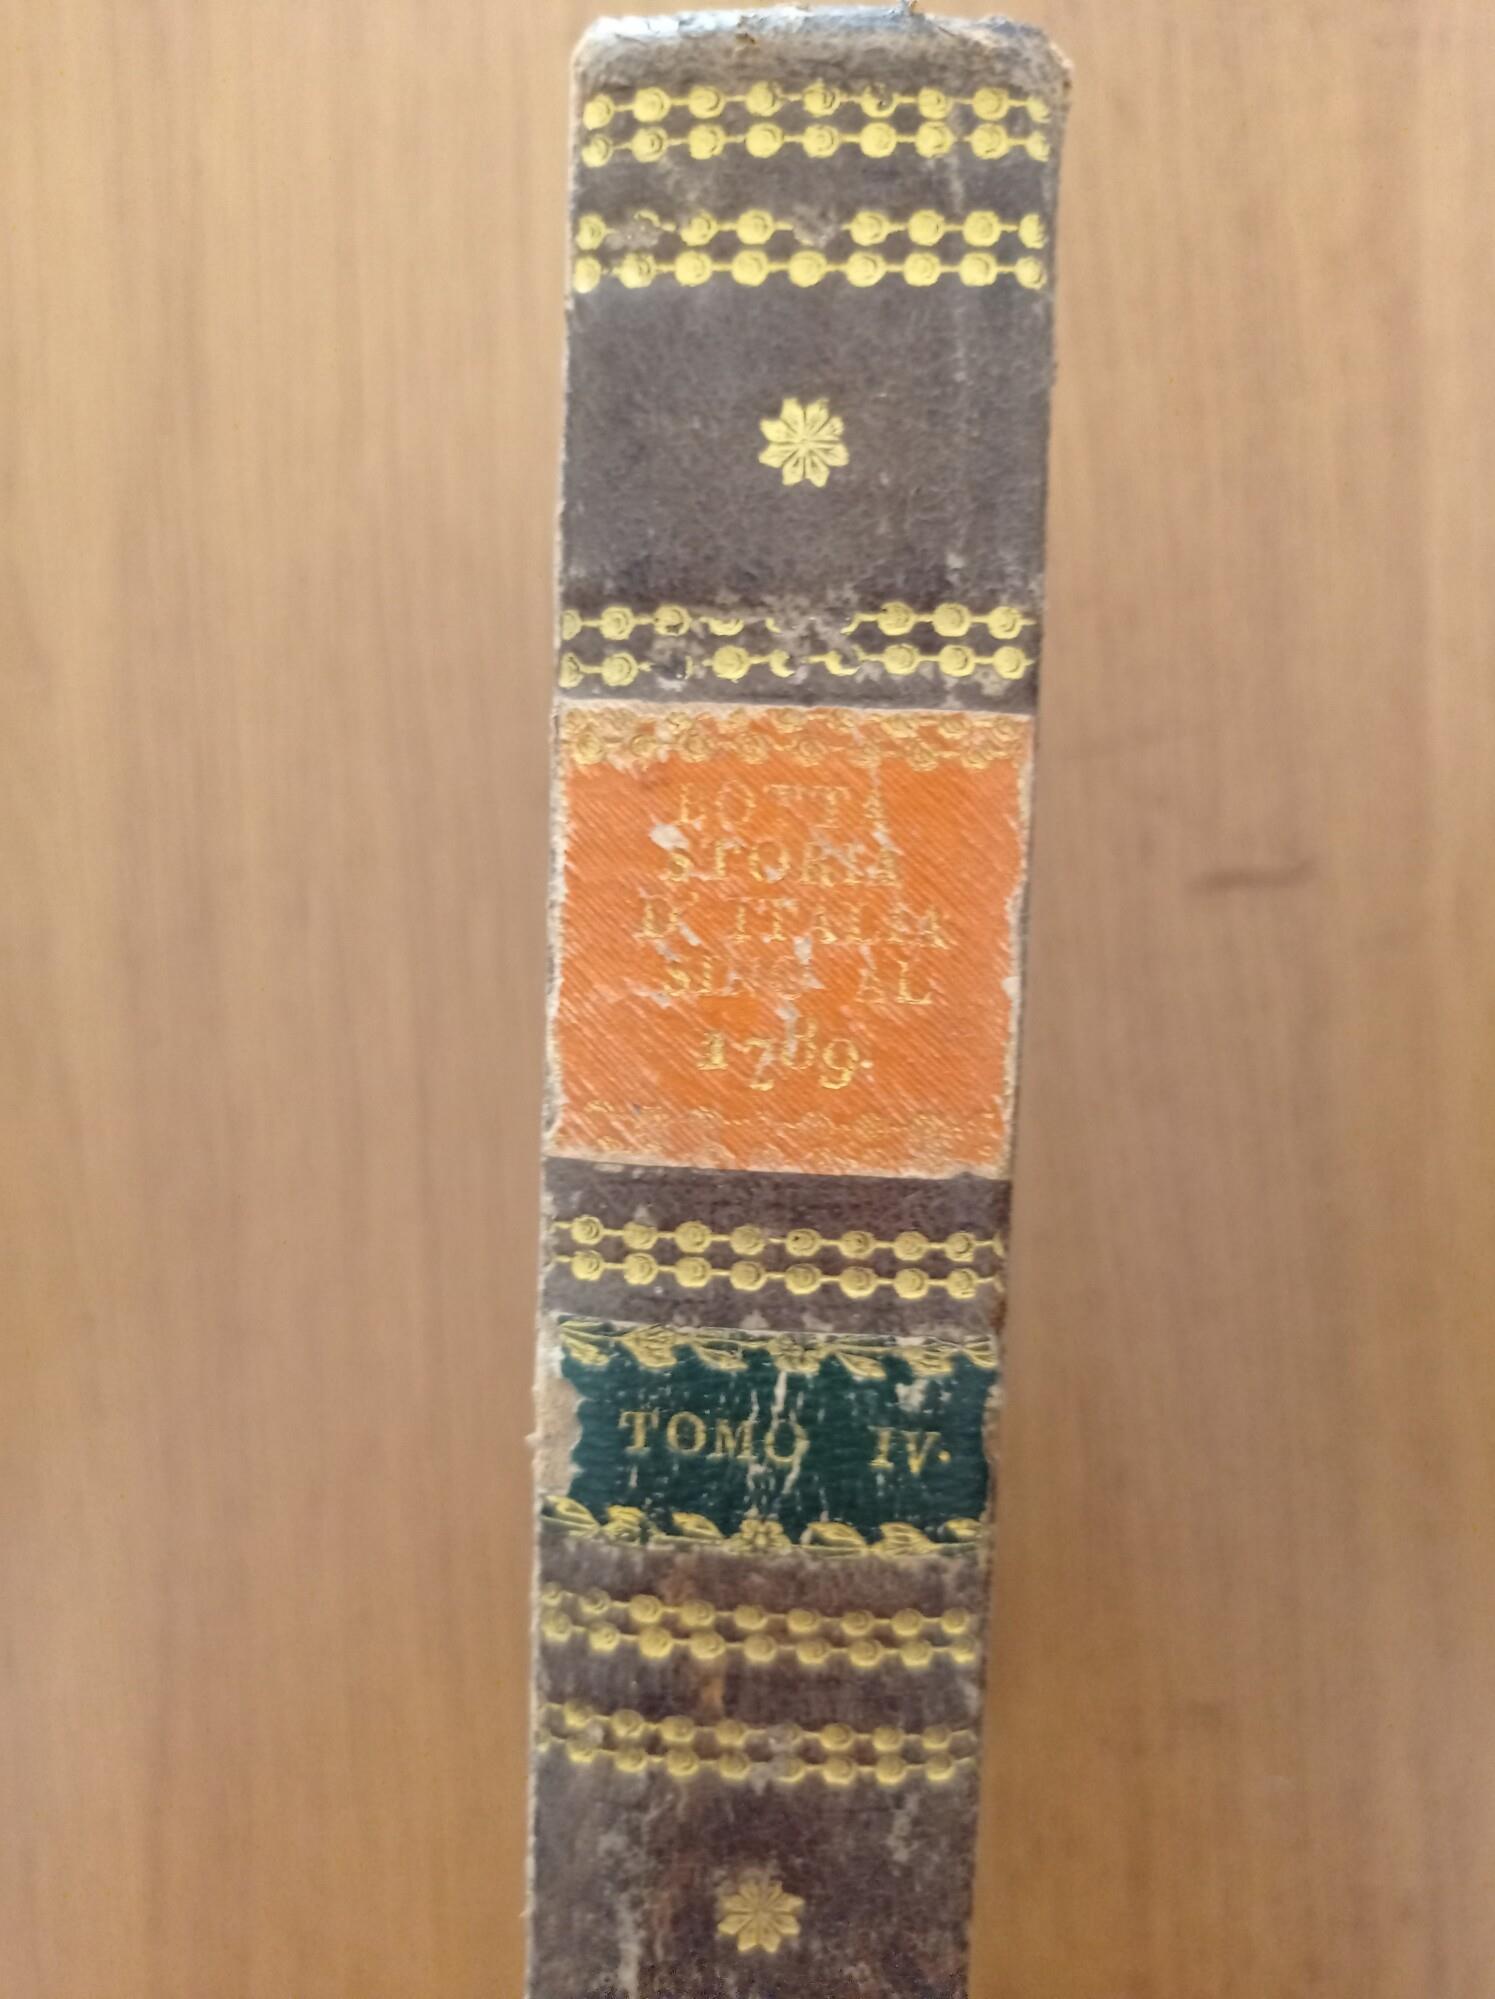 BOTTA
STORIA
D' ITALIA
SINO AL
1789.
TOMO IV.